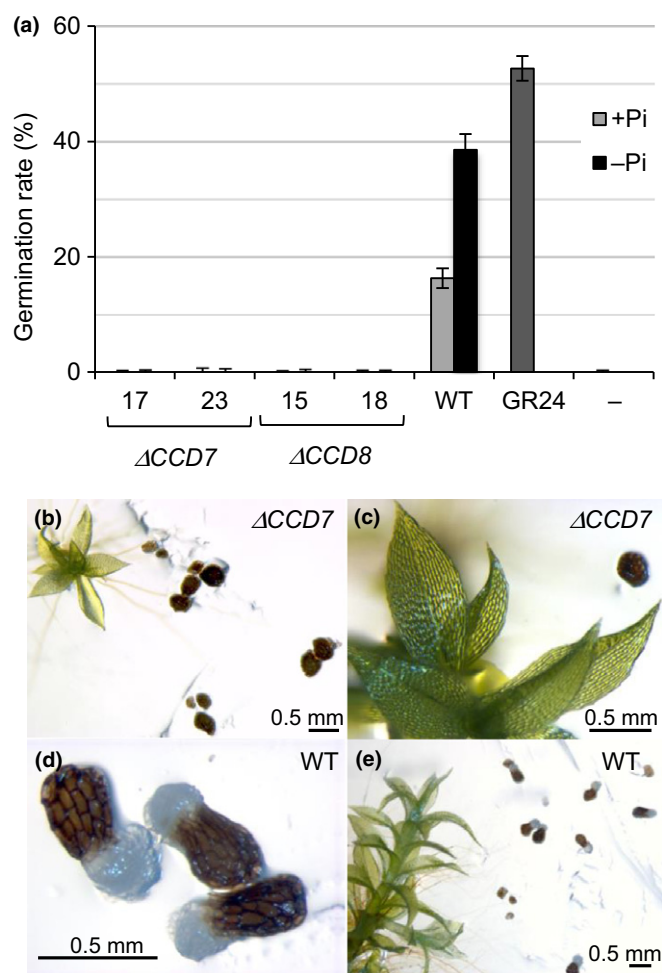 (a)
60
40
20
0
Germination rate (%)
+Pi
–Pi
17 23 15 18 WT GR24 –
ΔCCD7 ΔCCD8
(b) ΔCCD7
0.5 mm
(c) ΔCCD7
0.5 mm
(d) WT
0.5 mm
(e) WT
0.5 mm